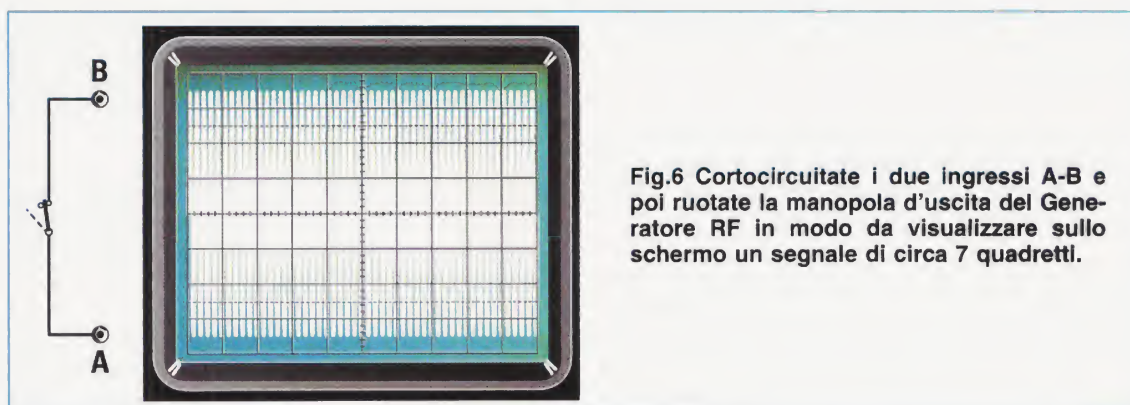 B
A
Fig.6 Cortocircuitate i due ingressi A-B e
poi ruotate la manopola d'uscita del Gene-
ratore RF in modo da visualizzare sullo
schermo un segnale di circa 7 quadretti.